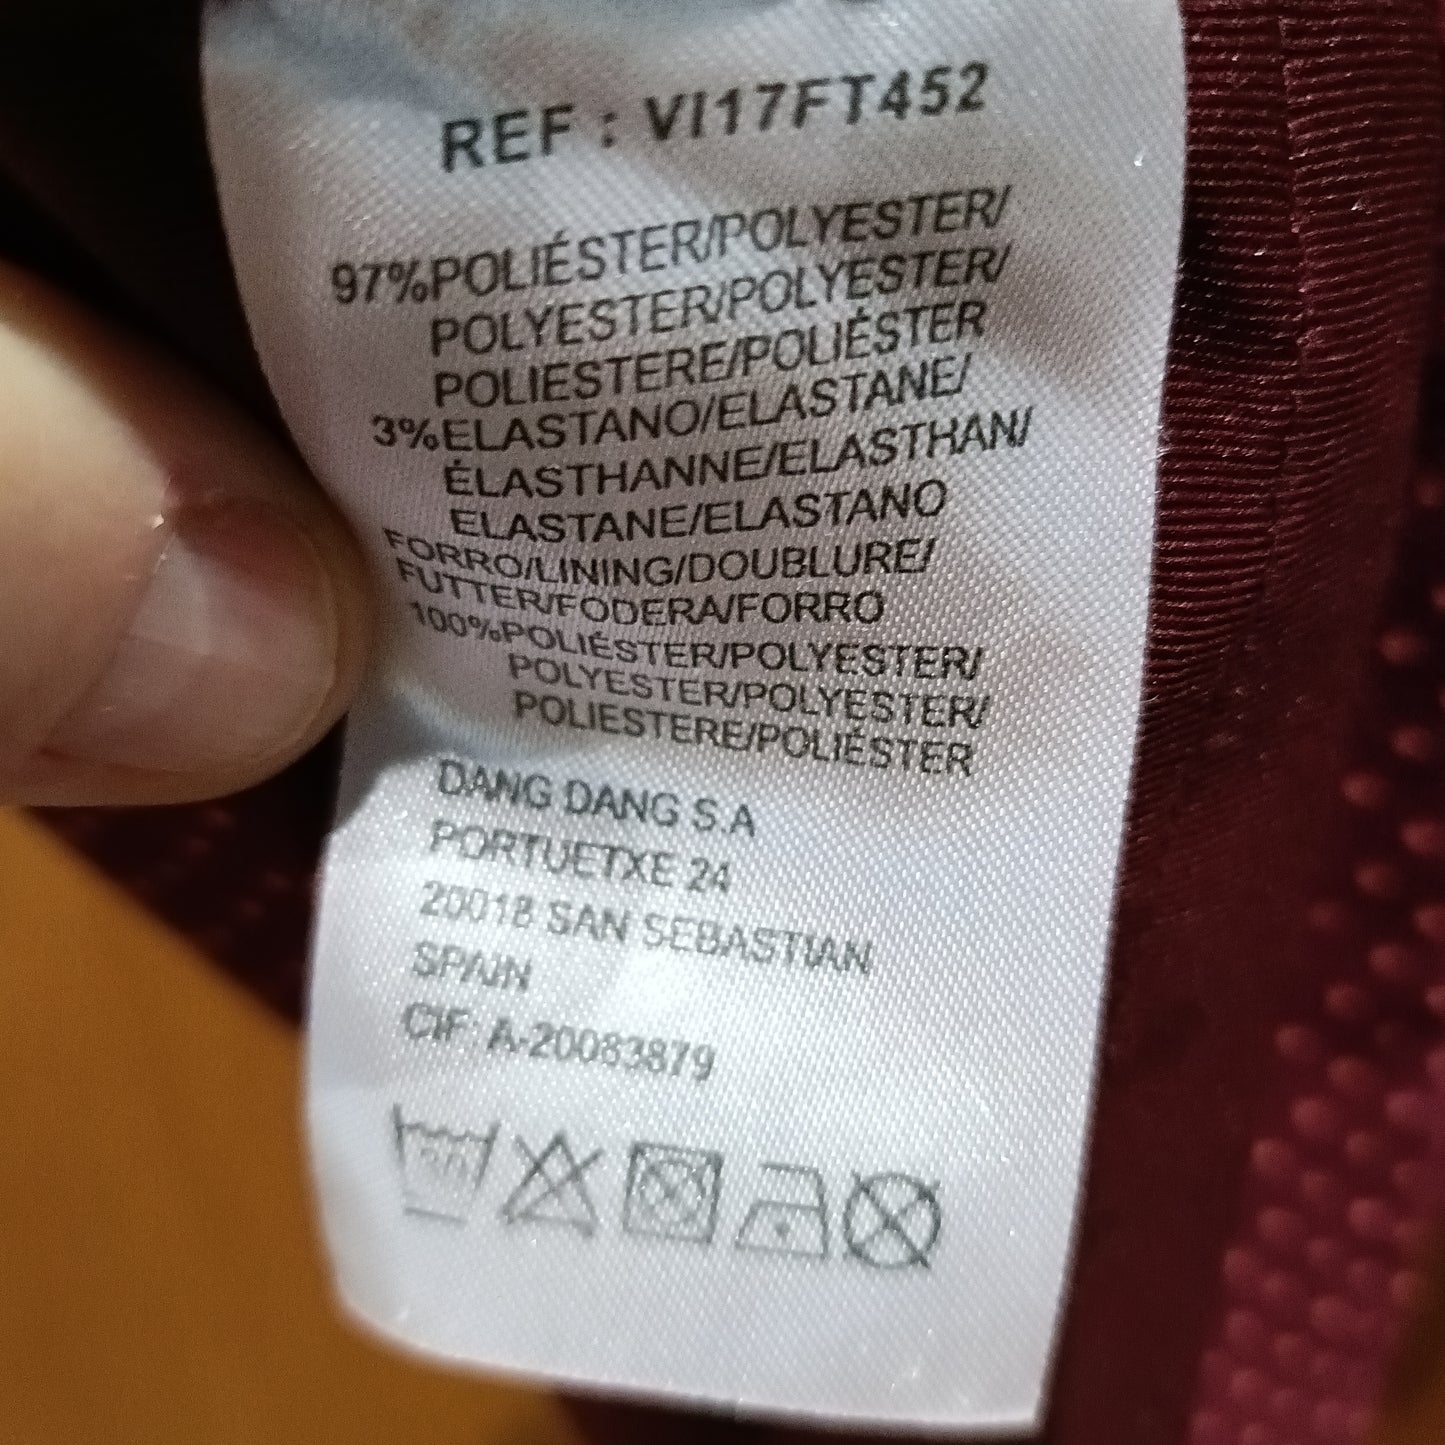 REF : VI17FT452
97%POLIÉSTER/POLYESTER/
POLYESTER/POLYESTER/
POLIESTERE/POLIÉSTER
3%ELASTANO/ELASTANE/
ÉLASTHANNE/ELASTHAN/
ELASTANE/ELASTANO
FORRO/LINING/DOUBLURE/
FUTTER/FODERA/FORRO
100%POLIÉSTER/POLYESTER/
POLYESTER/POLYESTER/
POLIESTERE/POLIÉSTER
DANG DANG S.A
PORTUETXE 24
20018 SAN SEBASTIAN
SPAIN
CIF: A-20083879
30